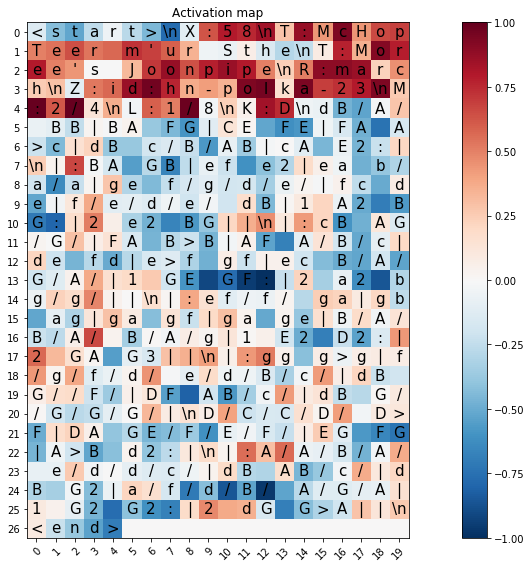 Activation map
0 < s t a r t > \n X : 5 8 \n T : M c H o p
1 T e e r m ' u r S t h e \n T : M o r
2 e e ' s J o o n p i p e \n R : m a r c
3 h \n Z : i d : h n - p o l k a - 2 3 \n M
4 : 2 / 4 \n L : 1 / 8 \n K : D \n d B / A /
5 B B | B A F G | C E F E | F A A
6 > c | d B c / B / A B | c A E 2 : |
7 \n | : B A G B | e f e 2 | e a b /
8 a / a | g e f / g / d / e / | f c d
9 e | f / e / d / e / d B | 1 A 2 B
10 G : | 2 e 2 B G | | \n | : c B A G
11 / G / | F A B > B | A F A / B / c |
12 d e f d | e > f g f | e c B / A /
13 G / A / | 1 G E G F : | 2 a 2 b
14 g / g / | | \n | : e f / f / g a | g b
15 a g | g a g f | g a g e | B / A /
16 B / A / B / A / g | 1 E 2 D 2 : |
17 2 G A G 3 | | \n | : g g g > g | f
18 / g / f / d / e / d / B / c / | d B
19 G / / F / | D F A B / c / | d B G /
20 / G / G / G / | \n D / C / C / D / D >
21 F | D A G E / F / E / F / | E G F G
22 | A > B d 2 : | \n | : A / A / B / A /
23 e / d / d / c / | d B A B / c / | d
24 B G 2 | a / f / d / B / A / G / A |
25 1 G 2 G 2 : | 2 d G G > A | | \n
26 < e n d >
0 1 2 3 4 5 6 7 8 9 10 11 12 13 14 15 16 17 18 19
1.00
0.75
0.50
0.25
0.00
−0.25
−0.50
−0.75
−1.00